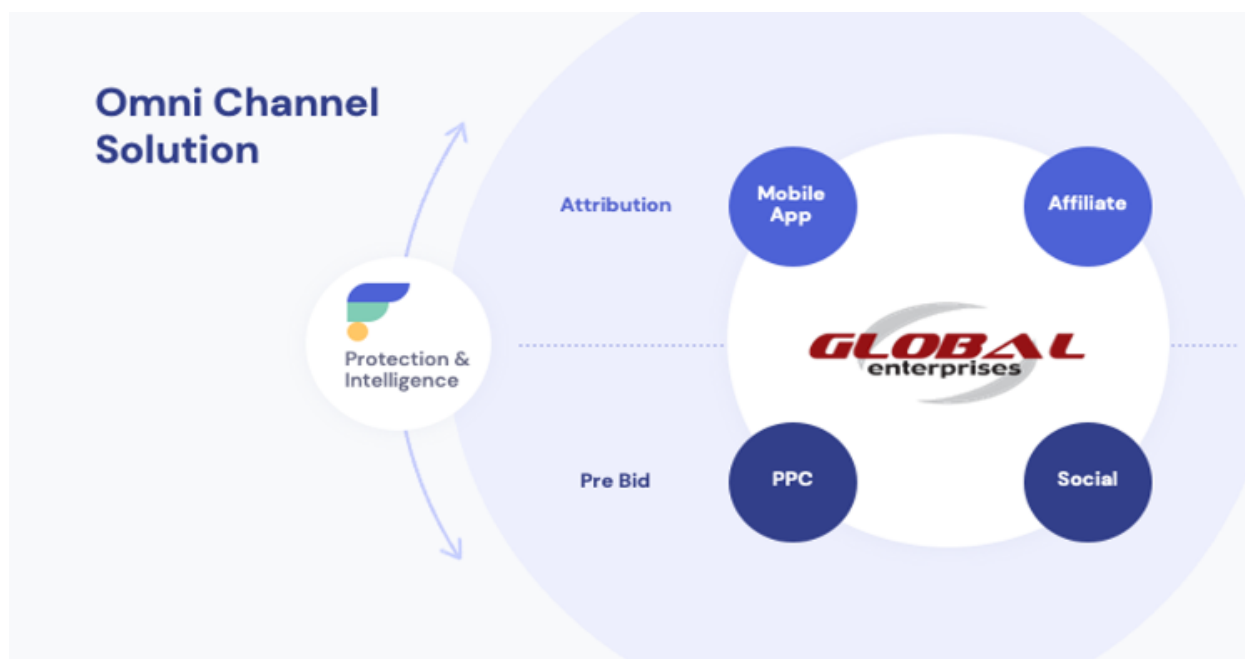 Omni Channel
Solution
Attribution
Mobile
App
Affiliate
Protection &
Intelligence
GLOBAL
enterprises
Pre Bid
PPC
Social